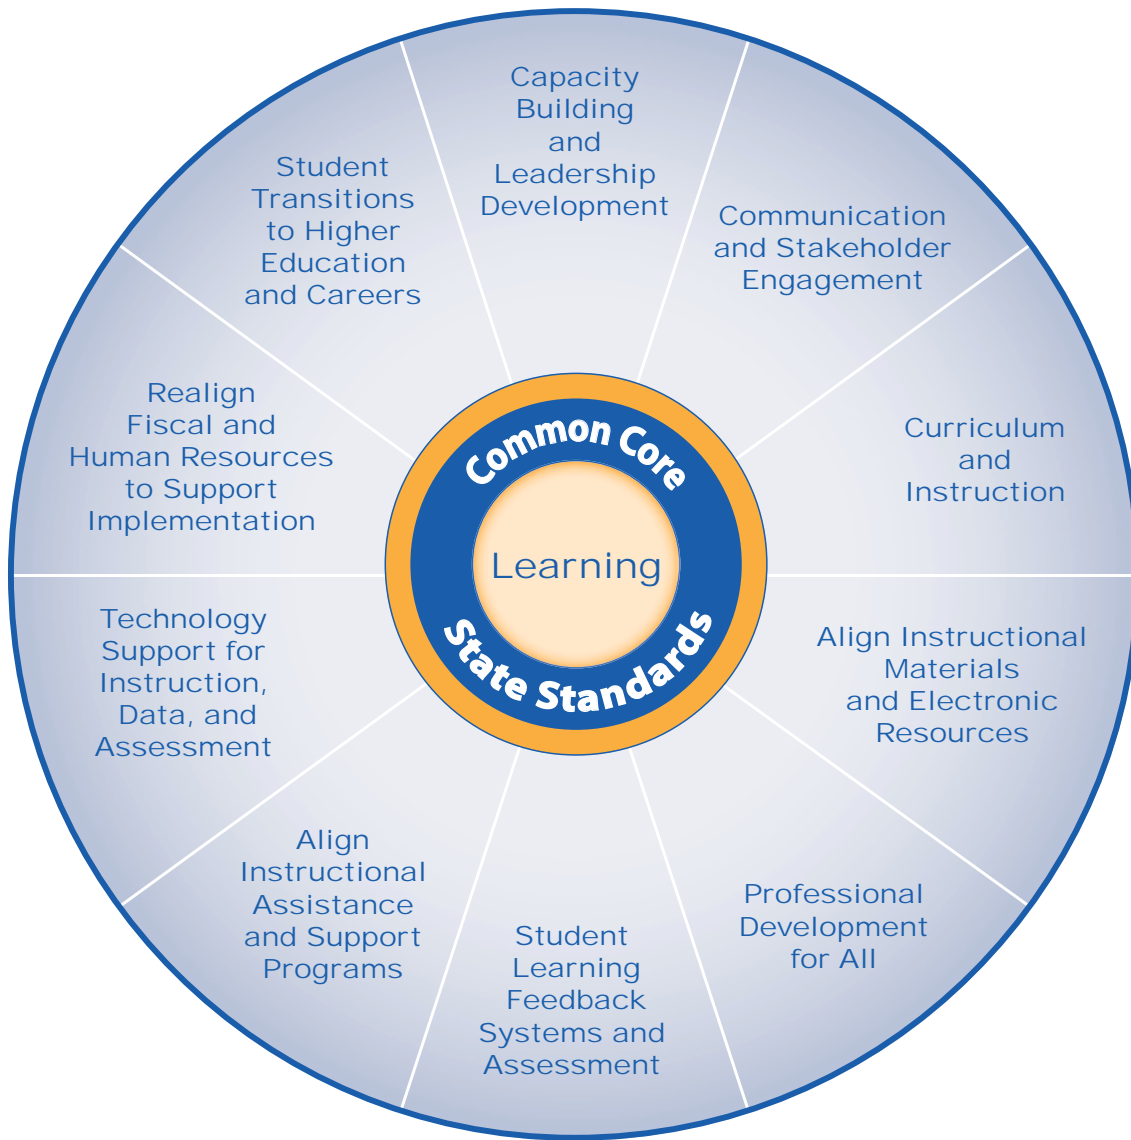 Capacity
Building
and
Leadership
Development
Communication
and Stakeholder
Engagement
Curriculum
and
Instruction
Align Instructional
Materials
and Electronic
Resources
Professional
Development
for All
Student
Learning
Feedback
Systems and
Assessment
Align
Instructional
Assistance
and Support
Programs
Technology
Support for
Instruction,
Data, and
Assessment
Realign
Fiscal and
Human Resources
to Support
Implementation
Student
Transitions
to Higher
Education
and Careers
Common Core
Learning
State Standards